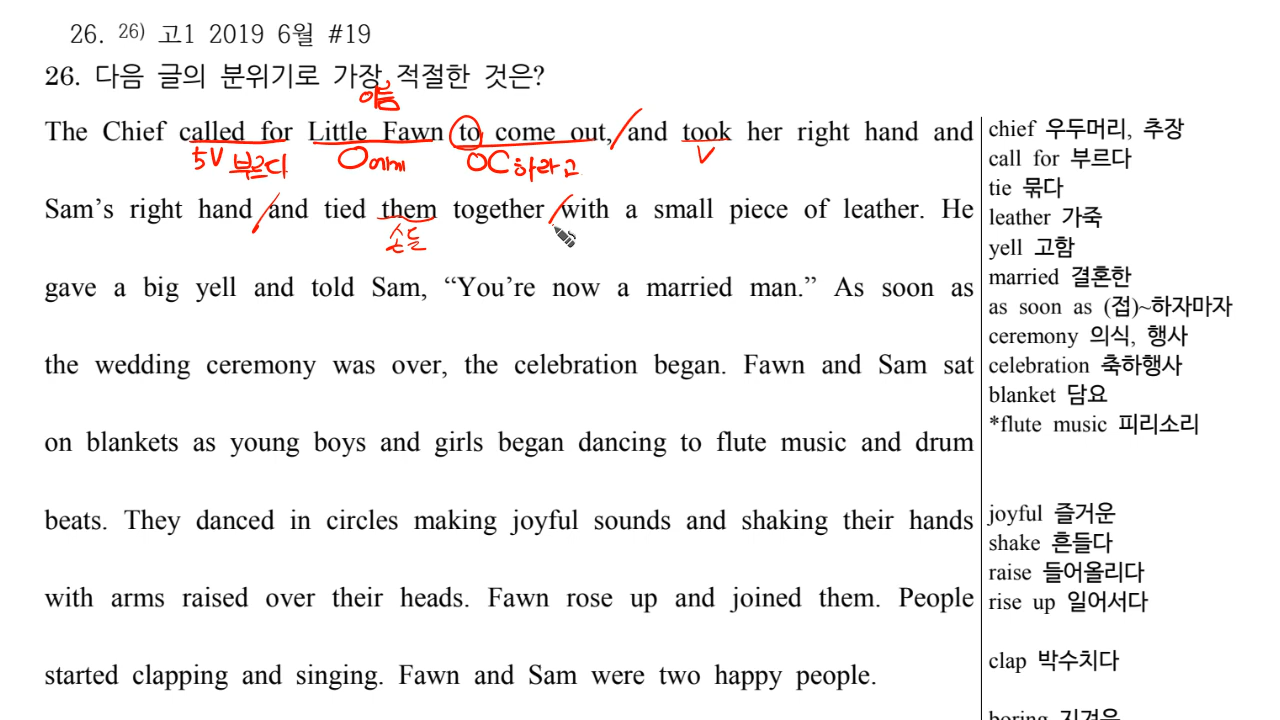 26. 26) 고1 2019 6월 #19
26. 다음 글의 분위기로 가장 적절한 것은?
이름
The Chief called for Little Fawn to come out, and took her right hand and
5V 부르다 O에게 OC하라고 V
Sam's right hand and tied them together with a small piece of leather. He
손들
gave a big yell and told Sam, “You're now a married man.” As soon as
the wedding ceremony was over, the celebration began. Fawn and Sam sat
on blankets as young boys and girls began dancing to flute music and drum
beats. They danced in circles making joyful sounds and shaking their hands
with arms raised over their heads. Fawn rose up and joined them. People
started clapping and singing. Fawn and Sam were two happy people.
chief 우두머리, 추장
call for 부르다
tie 묶다
leather 가죽
yell 고함
married 결혼한
as soon as (접)~하자마자
ceremony 의식, 행사
celebration 축하행사
blanket 담요
*flute music 피리소리
joyful 즐거운
shake 흔들다
raise 들어올리다
rise up 일어서다
clap 박수치다
boring 지겨운